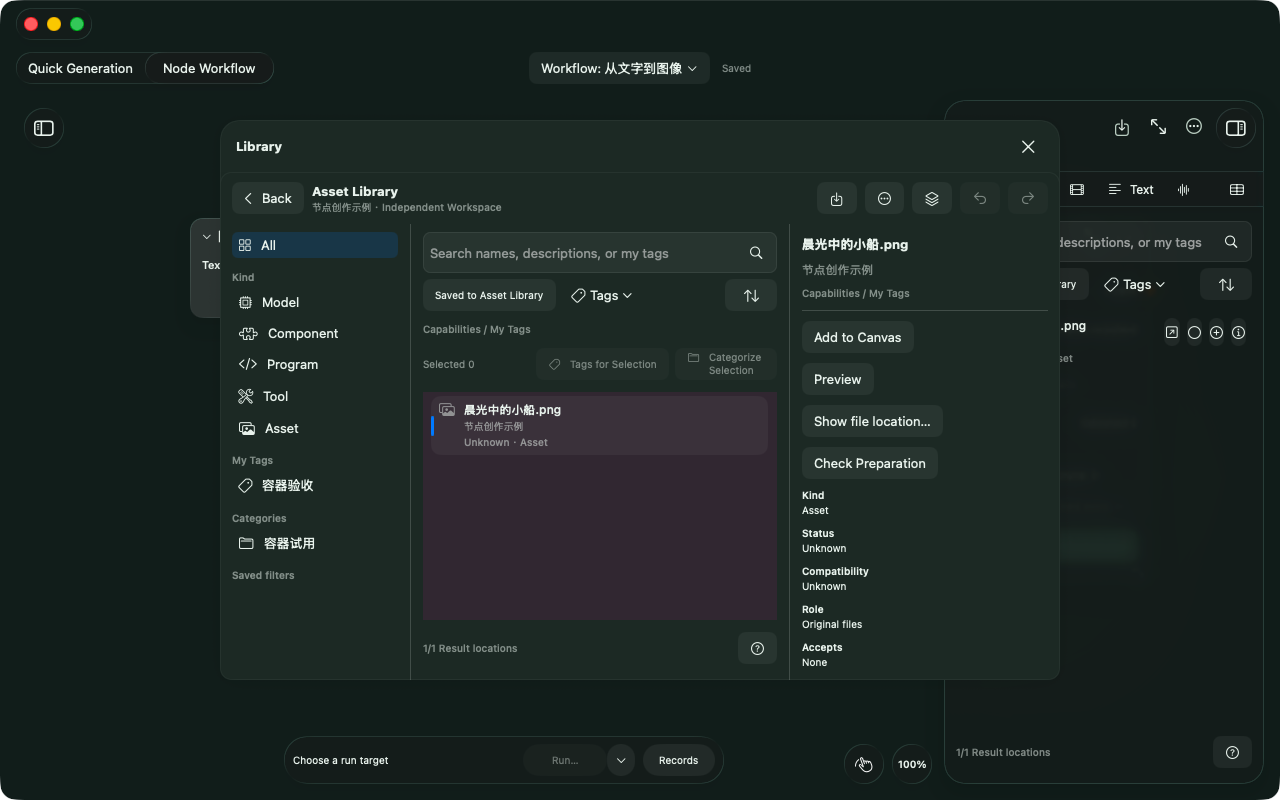 Quick Generation
Node Workflow
Workflow: 从文字到图像
Saved
Library
Back
Asset Library
节点创作示例 · Independent Workspace
All
Kind
Model
Component
Program
Tool
Asset
My Tags
容器验收
Categories
容器试用
Saved filters
Search names, descriptions, or my tags
Saved to Asset Library
Tags
Capabilities / My Tags
Selected 0
Tags for Selection
Categorize
Selection
晨光中的小船.png
节点创作示例
Unknown · Asset
1/1 Result locations
晨光中的小船.png
节点创作示例
Capabilities / My Tags
Add to Canvas
Preview
Show file location...
Check Preparation
Kind
Asset
Status
Unknown
Compatibility
Unknown
Role
Original files
Accepts
None
Text
descriptions, or my tags
Tags
.png
1/1 Result locations
Choose a run target
Run...
Records
100%